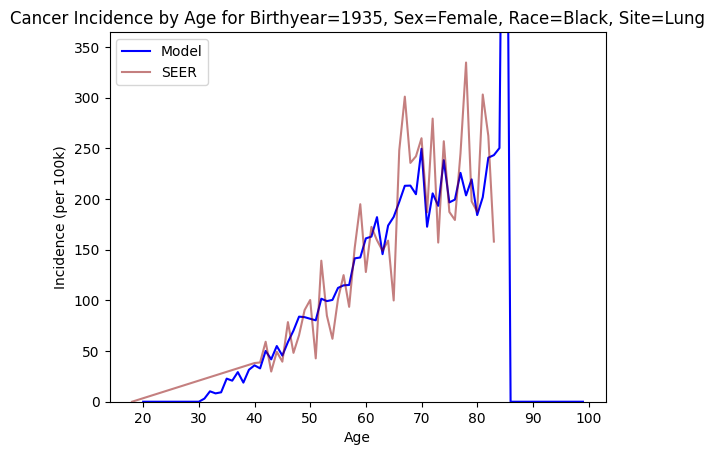 Cancer Incidence by Age for Birthyear=1935, Sex=Female, Race=Black, Site=Lung
Model
SEER
Incidence (per 100k)
350
300
250
200
150
100
50
0
20 30 40 50 60 70 80 90 100
Age